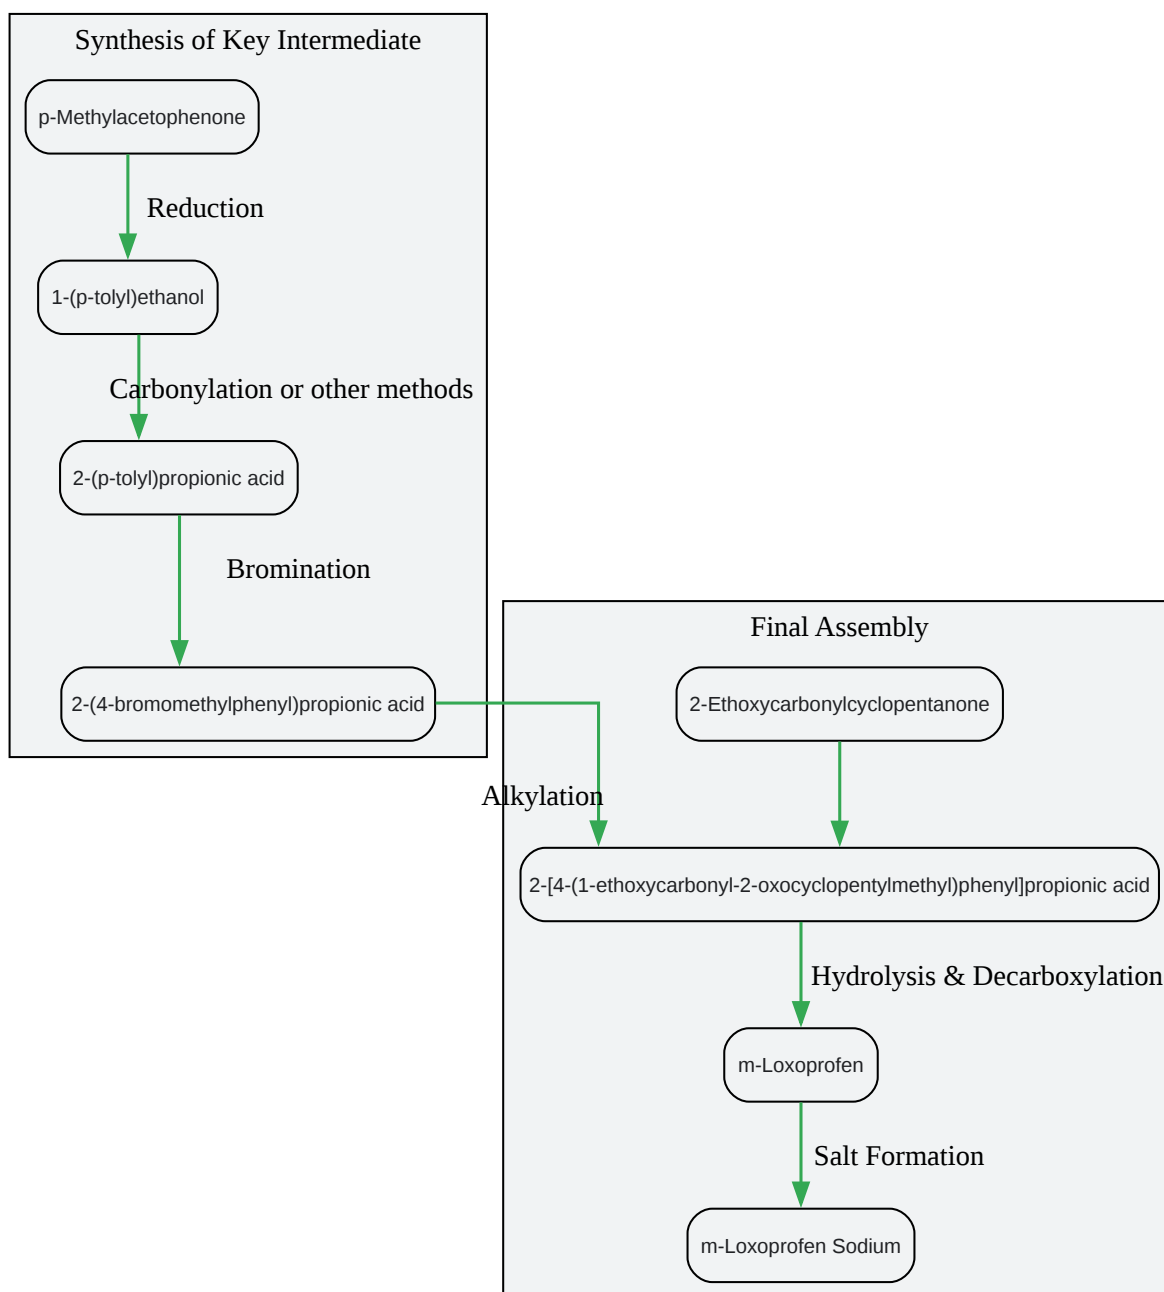 Synthesis of Key Intermediate
p-Methylacetophenone
Reduction
1-(p-tolyl)ethanol
Carbonylation or other methods
2-(p-tolyl)propionic acid
Bromination
2-(4-bromomethylphenyl)propionic acid
Final Assembly
2-Ethoxycarbonylcyclopentanone
Alkylation
2-[4-(1-ethoxycarbonyl-2-oxocyclopentylmethyl)phenyl]propionic acid
Hydrolysis & Decarboxylation
m-Loxoprofen
Salt Formation
m-Loxoprofen Sodium